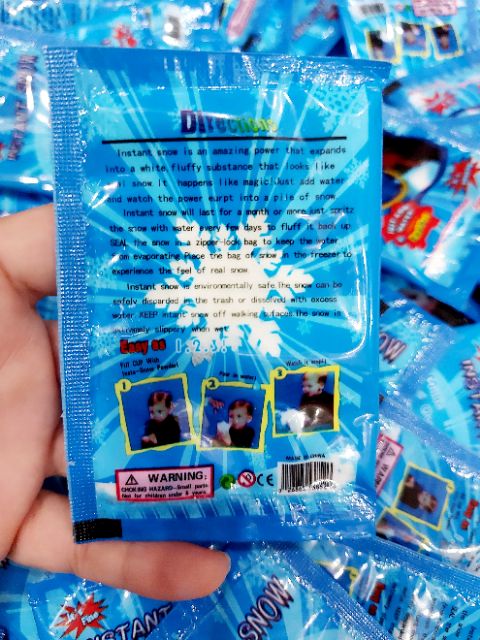 Directions
Instant snow is an amazing power that expands
into a white fluffy substance that looks like
snow.It happens like magic!Just add water
and watch the power eurpt into a pile of snow
Instant snow will last for a month or more just spritz
the snow with water every few days to fluff it back up
SEAL the snow in a zipper-lock bag to keep the water
from evaporating Place the bag of snow in the freezer to
experience the feel of real snow.
Instant snow is environmentally safe the snow can be
safely discarded in the trash or dissolved with excess
water KEEP intant snow off walking sufaces.The snow is
extremely slippery when wet
Easy as 1.2.3.
Fill CUP With
Insta-Snow Powder!
Pour in water!
Watch it erupt!
1
2
3
MADE IN CHINA
WARNING:
CHOKING HAZARD-Small parts
Not for children under 3 years
CE
INSTANT
SNOW
SNOW
INSTANT